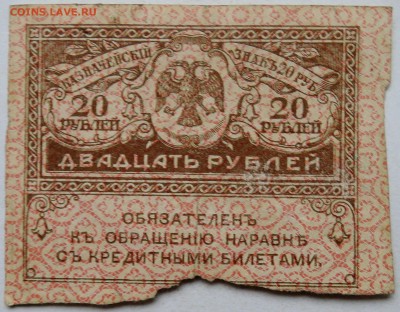 COINS.LAVE.RU
КАЗНАЧЕЙСКІЙ ЗНАКЪ 20 РУБ.
20 20
РУБЛЕЙ РУБЛЕЙ
ДВАДЦАТЬ РУБЛЕЙ
ОБЯЗАТЕЛЕНЪ
КЪ ОБРАЩЕНІЮ НАРАВНѢ
СЪ КРЕДИТНЫМИ БИЛЕТАМИ.